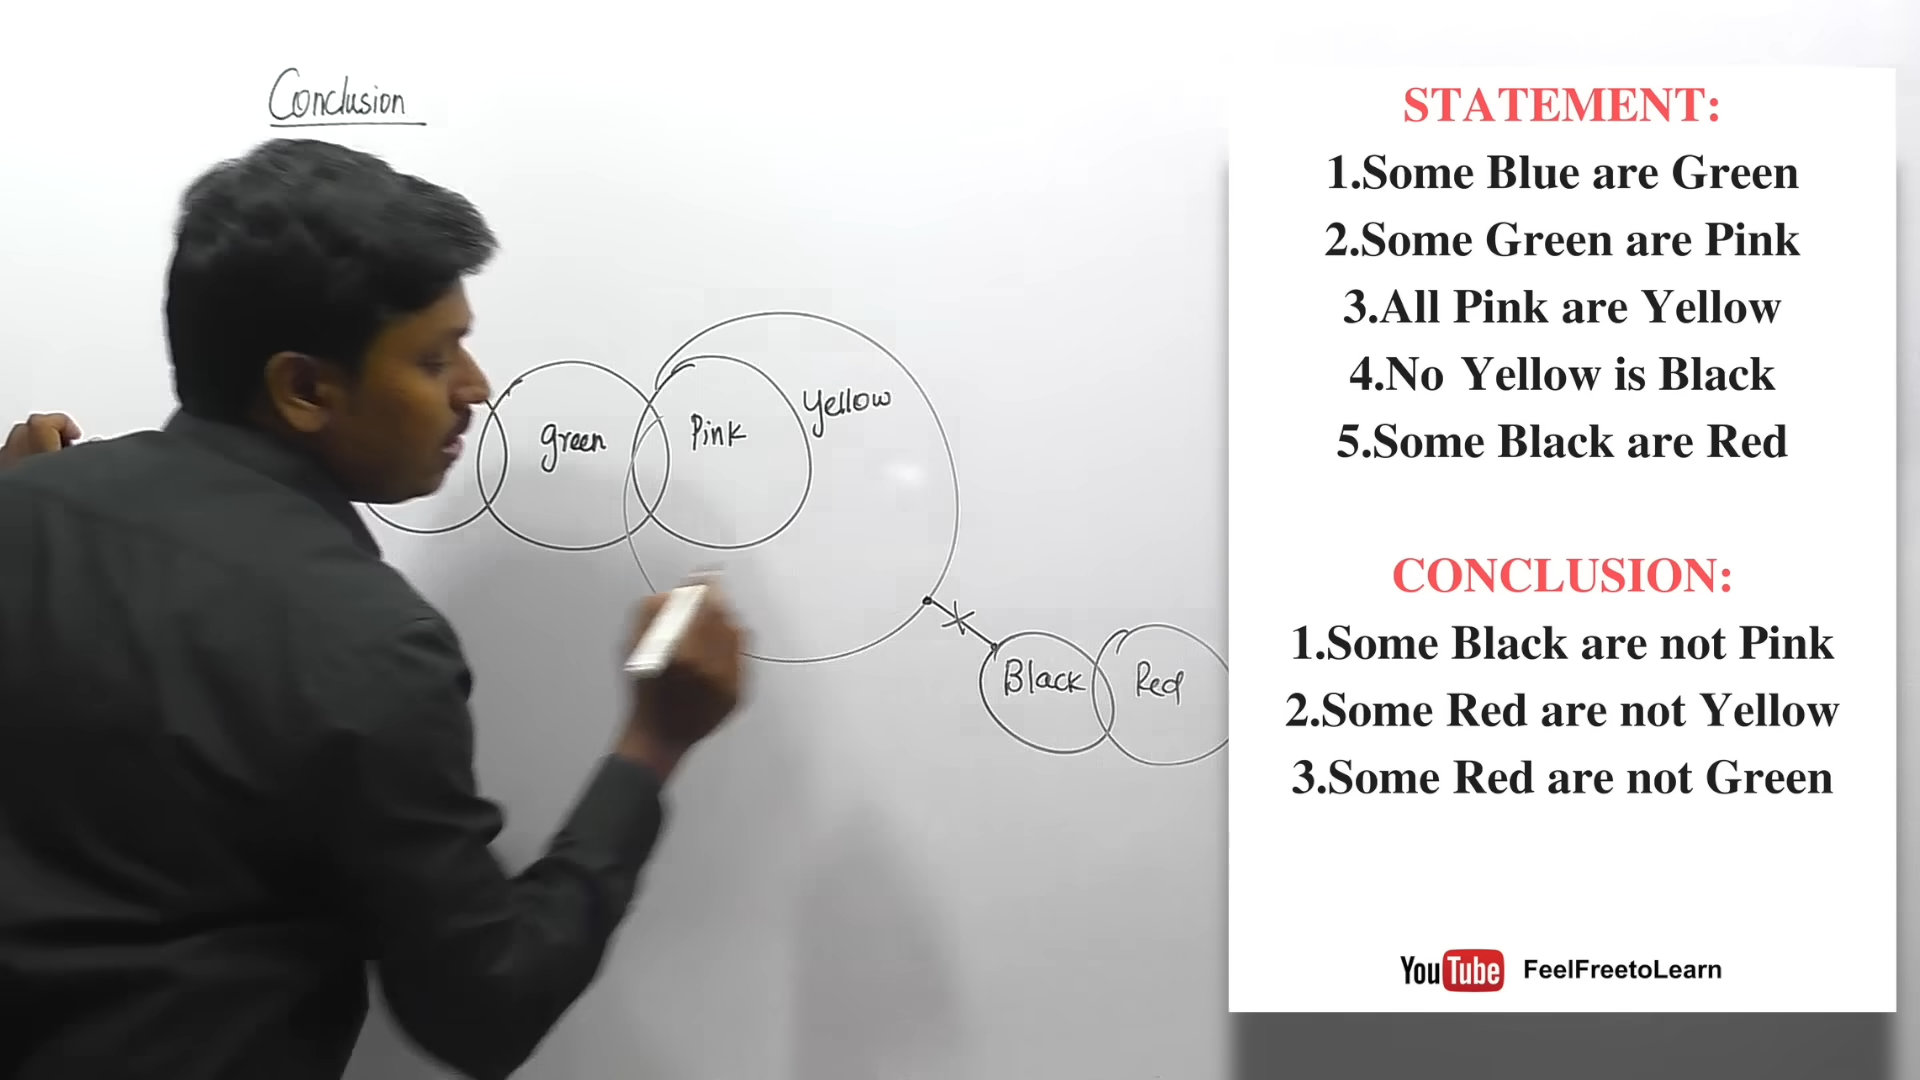 Conclusion
green
Pink
Yellow
Black
Red
STATEMENT:
1.Some Blue are Green
2.Some Green are Pink
3.All Pink are Yellow
4.No Yellow is Black
5.Some Black are Red
CONCLUSION:
1.Some Black are not Pink
2.Some Red are not Yellow
3.Some Red are not Green
YouTube FeelFreetoLearn